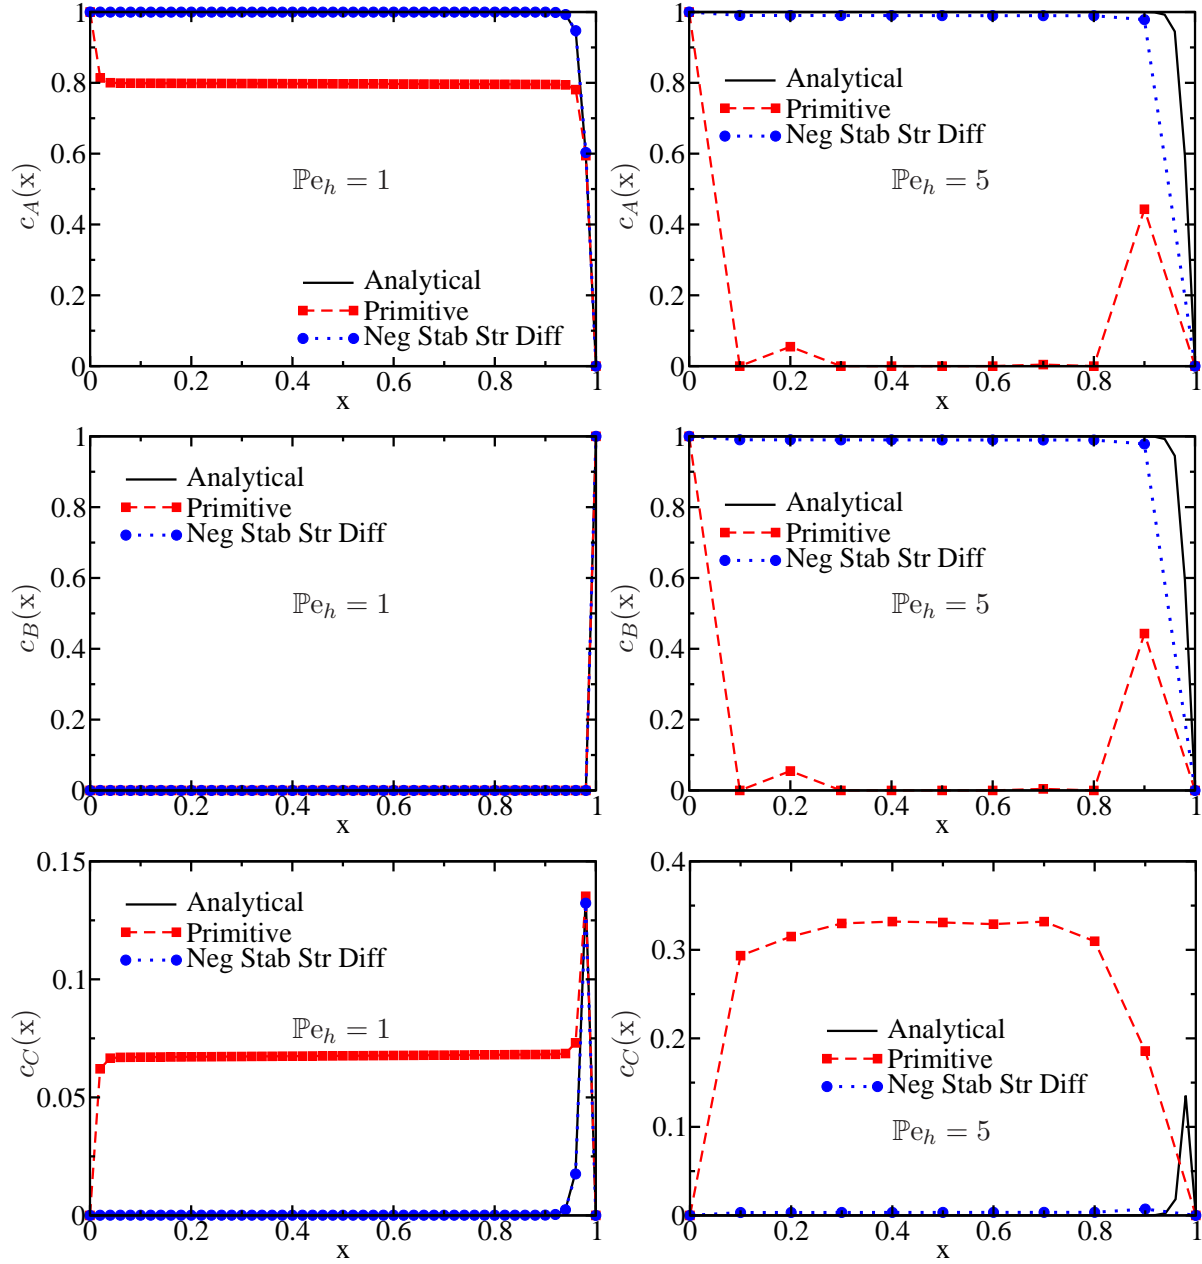 1
0.8
0.6
0.4
0.2
0
c_A(x)
ℙe_h = 1
Analytical
Primitive
Neg Stab Str Diff
0 0.2 0.4 0.6 0.8 1
x
1
0.8
0.6
0.4
0.2
0
c_A(x)
Analytical
Primitive
Neg Stab Str Diff
ℙe_h = 5
0 0.2 0.4 0.6 0.8 1
x
1
0.8
0.6
0.4
0.2
0
c_B(x)
Analytical
Primitive
Neg Stab Str Diff
ℙe_h = 1
0 0.2 0.4 0.6 0.8 1
x
1
0.8
0.6
0.4
0.2
0
c_B(x)
Analytical
Primitive
Neg Stab Str Diff
ℙe_h = 5
0 0.2 0.4 0.6 0.8 1
x
0.15
0.1
0.05
0
c_C(x)
Analytical
Primitive
Neg Stab Str Diff
ℙe_h = 1
0 0.2 0.4 0.6 0.8 1
x
0.4
0.3
0.2
0.1
0
c_C(x)
Analytical
Primitive
Neg Stab Str Diff
ℙe_h = 5
0 0.2 0.4 0.6 0.8 1
x